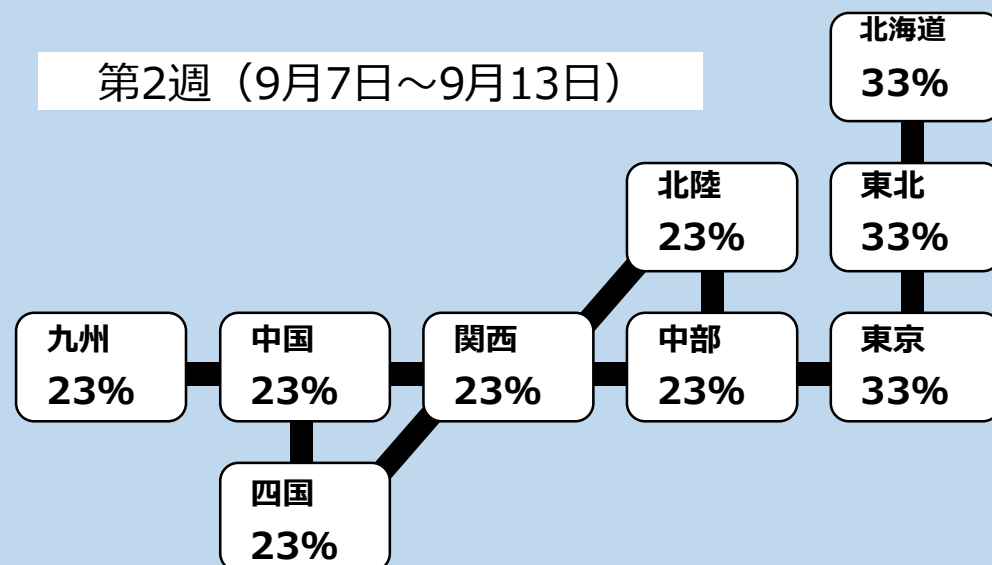 北海道
33%
第2週（9月7日～9月13日）
北陸
23%
東北
33%
九州
23%
中国
23%
関西
23%
中部
23%
東京
33%
四国
23%